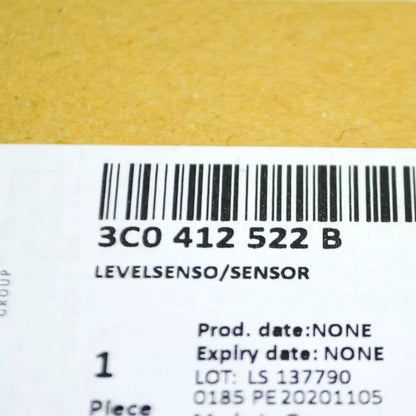 3C0 412 522 B
LEVELSENSO/SENSOR
GROUP
Prod. date:NONE
1
Expiry date: NONE
LOT: LS 137790
0185 PE 20201105
Piece